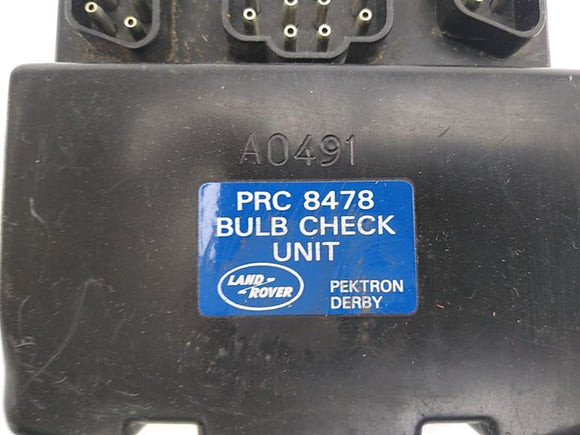 A0491
PRC 8478
BULB CHECK
UNIT
LAND-
ROVER
PEKTRON
DERBY